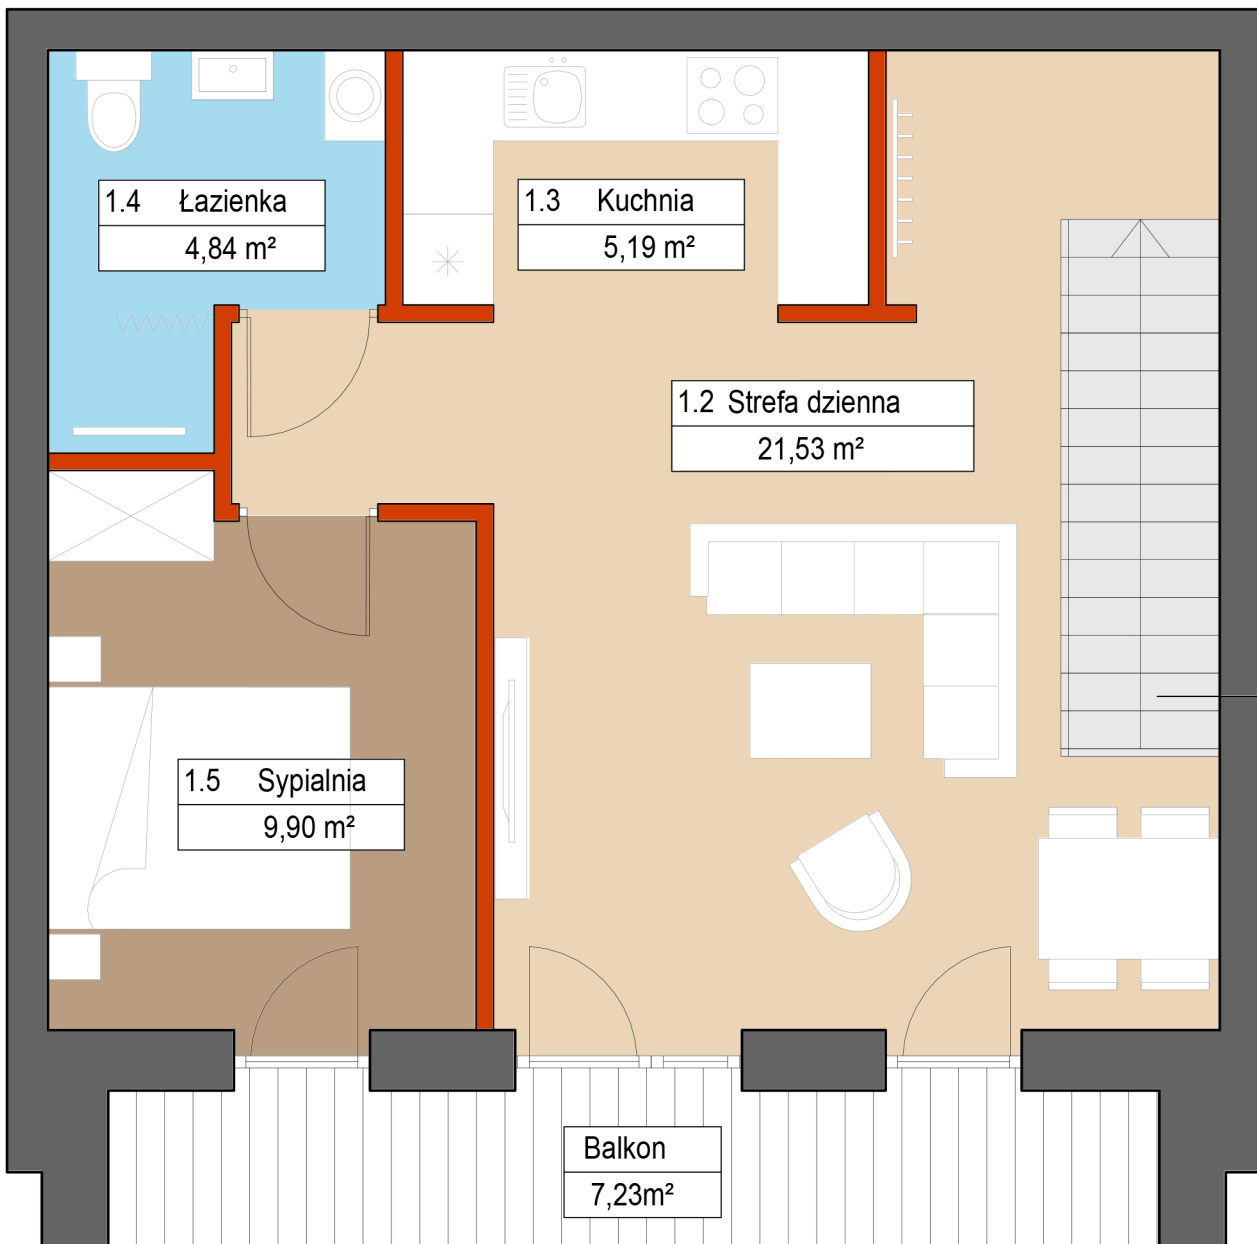 1.4 Łazienka
4,84 m²
1.3 Kuchnia
5,19 m²
1.2 Strefa dzienna
21,53 m²
1.5 Sypialnia
9,90 m²
Balkon
7,23m²